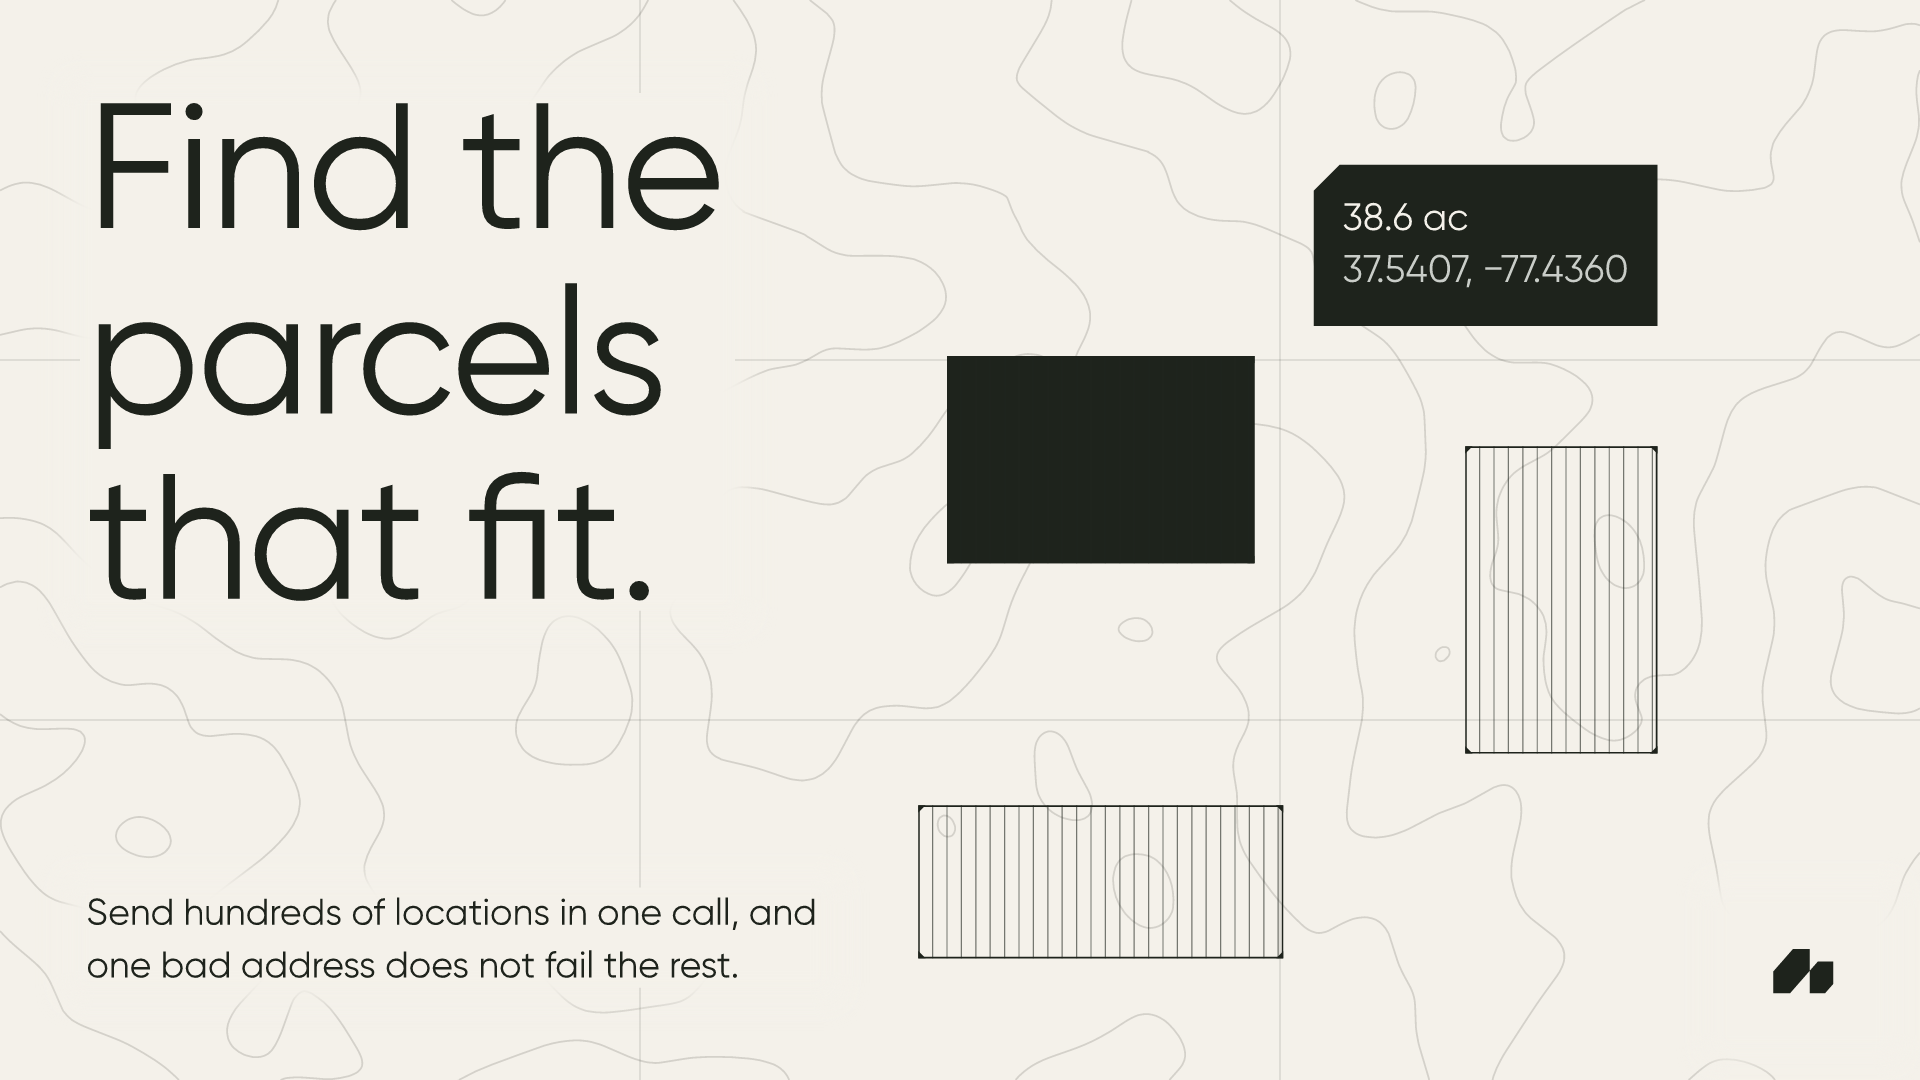 Find the
parcels
that fit.
38.6 ac
37.5407, −77.4360
Send hundreds of locations in one call, and
one bad address does not fail the rest.